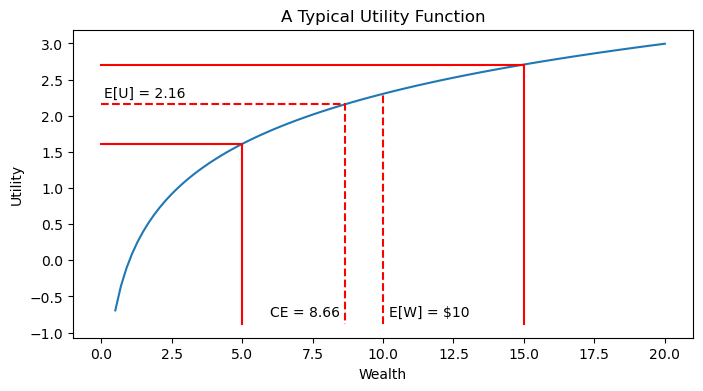 A Typical Utility Function
3.0
2.5
E[U] = 2.16
2.0
1.5
1.0
0.5
0.0
−0.5
CE = 8.66
E[W] = $10
−1.0
Utility
0.0 2.5 5.0 7.5 10.0 12.5 15.0 17.5 20.0
Wealth